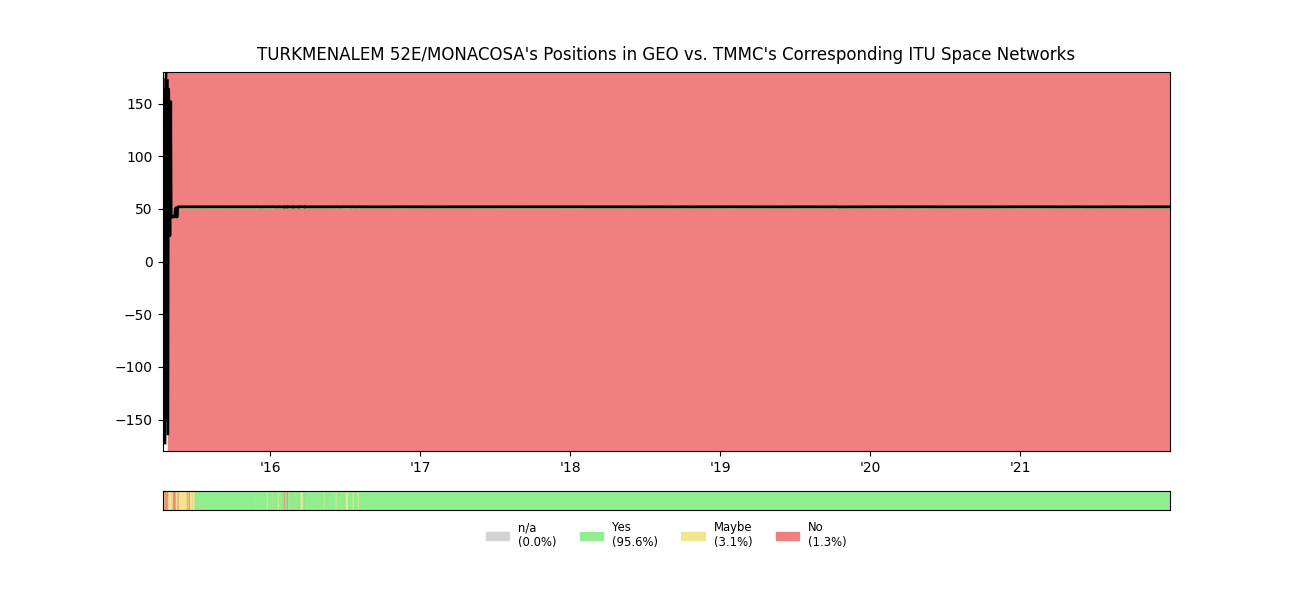 TURKMENALEM 52E/MONACOSA's Positions in GEO vs. TMMC's Corresponding ITU Space Networks
150
100
50
0
−50
−100
−150
'16 '17 '18 '19 '20 '21
n/a Yes Maybe No
(0.0%) (95.6%) (3.1%) (1.3%)